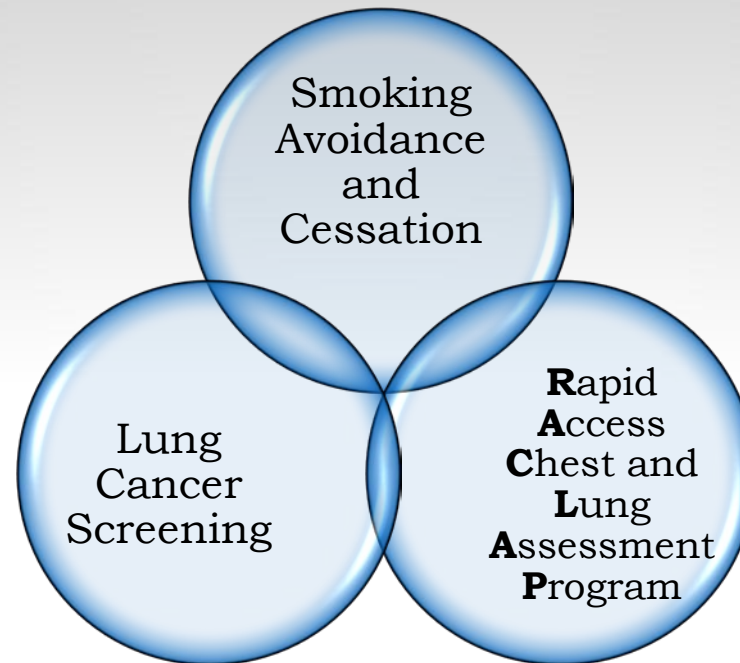 Smoking
Avoidance
and
Cessation
Lung
Cancer
Screening
Rapid
Access
Chest and
Lung
Assessment
Program